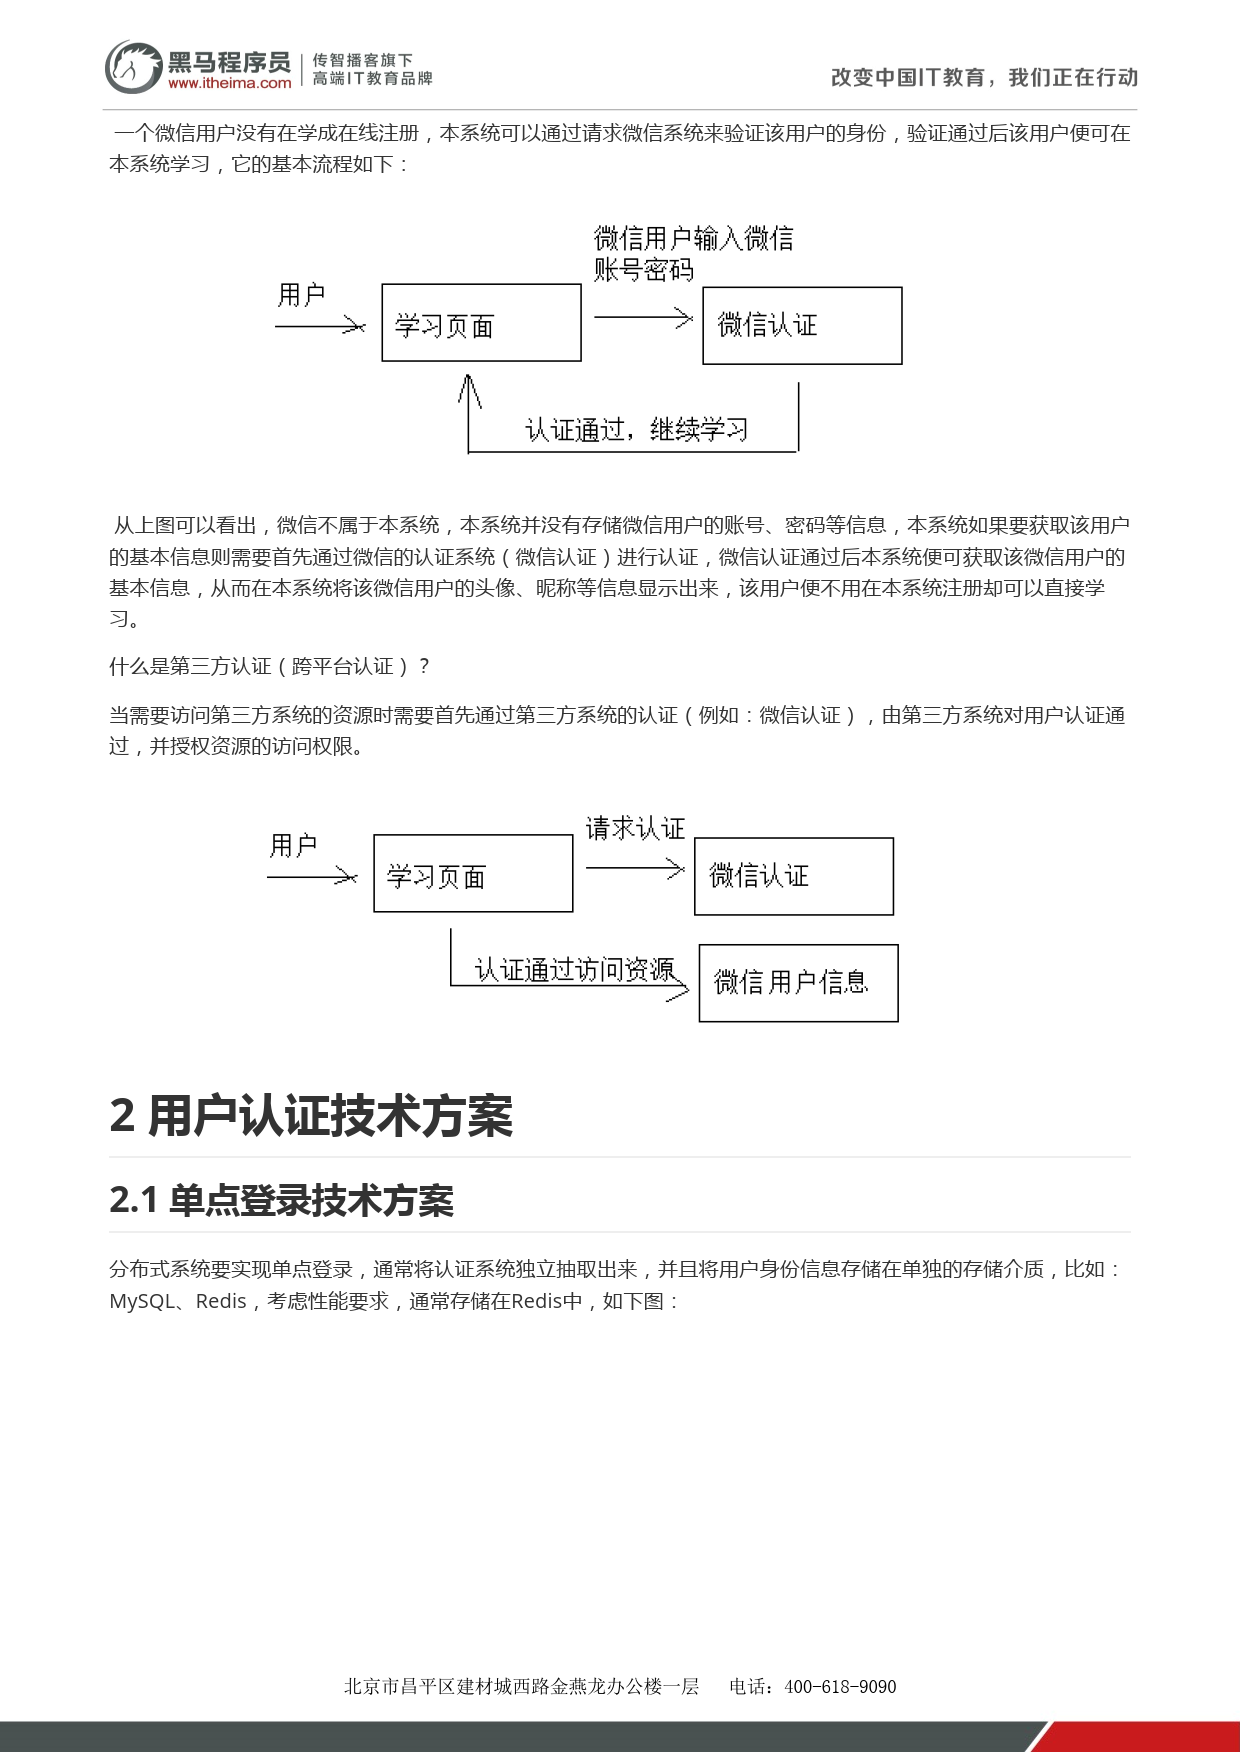 黑马程序员
www.itheima.com
传智播客旗下
高端IT教育品牌
改变中国IT教育，我们正在行动
一个微信用户没有在学成在线注册，本系统可以通过请求微信系统来验证该用户的身份，验证通过后该用户便可在
本系统学习，它的基本流程如下：
微信用户输入微信
账号密码
用户
学习页面
微信认证
认证通过，继续学习
从上图可以看出，微信不属于本系统，本系统并没有存储微信用户的账号、密码等信息，本系统如果要获取该用户
的基本信息则需要首先通过微信的认证系统（微信认证）进行认证，微信认证通过后本系统便可获取该微信用户的
基本信息，从而在本系统将该微信用户的头像、昵称等信息显示出来，该用户便不用在本系统注册却可以直接学
习。
什么是第三方认证（跨平台认证）？
当需要访问第三方系统的资源时需要首先通过第三方系统的认证（例如：微信认证），由第三方系统对用户认证通
过，并授权资源的访问权限。
请求认证
用户
学习页面
微信认证
认证通过访问资源
微信用户信息
2 用户认证技术方案
2.1 单点登录技术方案
分布式系统要实现单点登录，通常将认证系统独立抽取出来，并且将用户身份信息存储在单独的存储介质，比如：
MySQL、Redis，考虑性能要求，通常存储在Redis中，如下图：
北京市昌平区建材城西路金燕龙办公楼一层 电话：400-618-9090